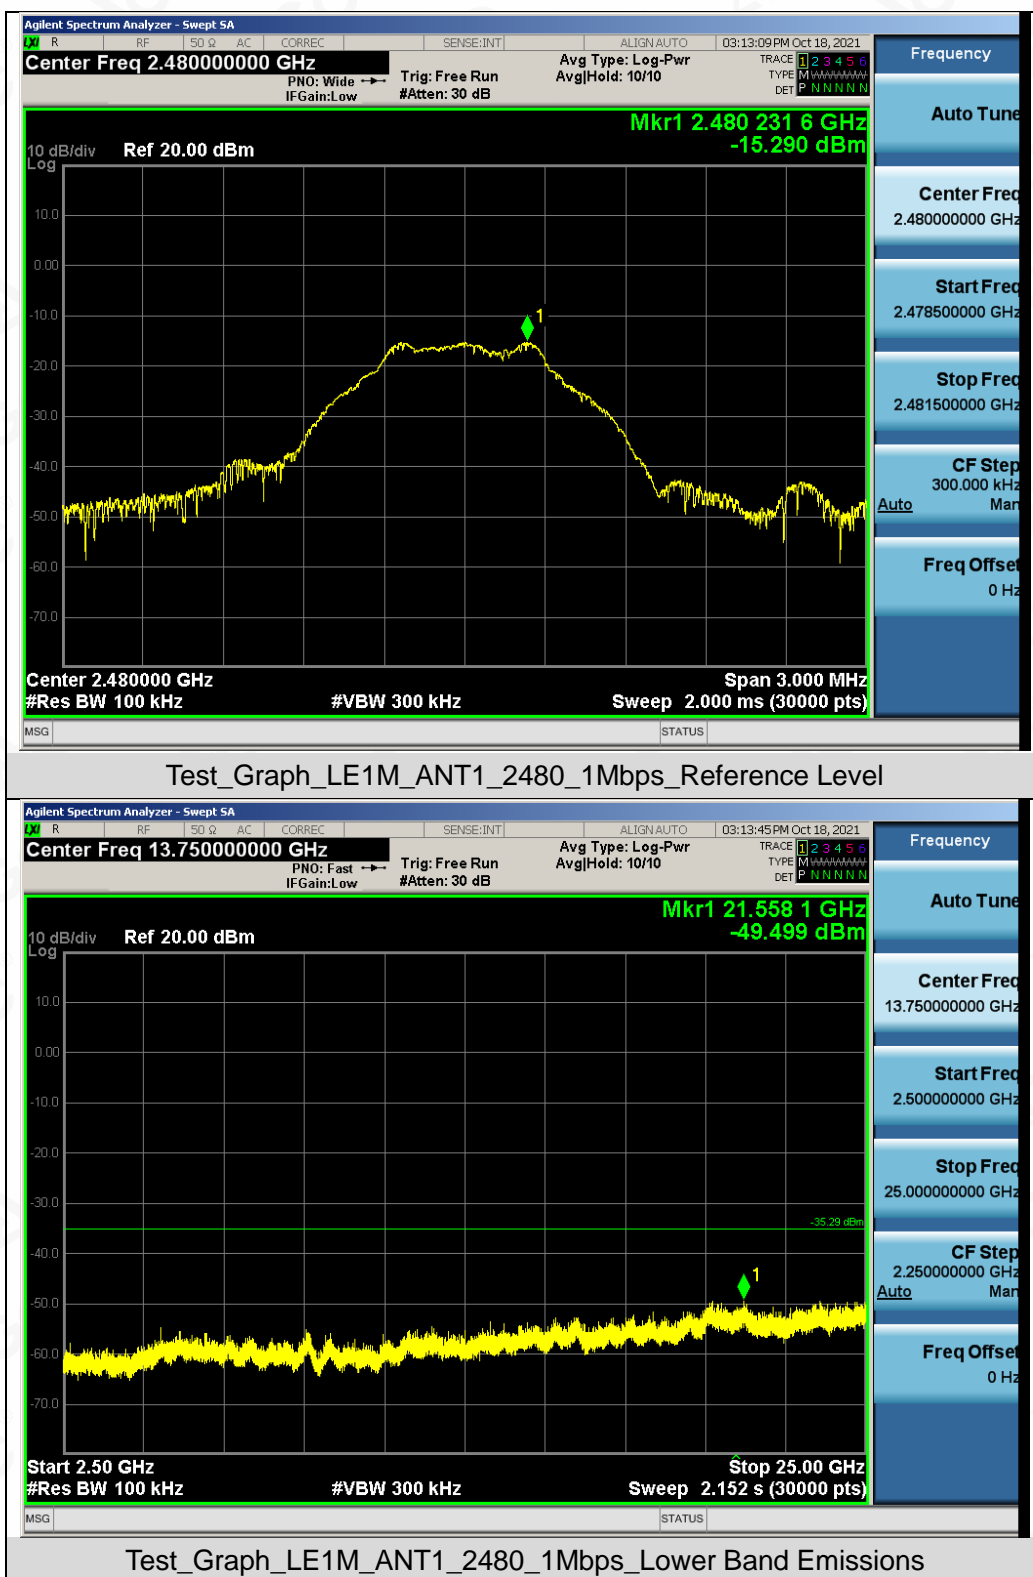 Agilent Spectrum Analyzer - Swept SA
LXI R RF 50 Ω AC CORREC SENSE:INT ALIGNAUTO 03:13:09 PM Oct 18, 2021
Center Freq 2.480000000 GHz
PNO: Wide
IFGain:Low
Trig: Free Run
#Atten: 30 dB
Avg Type: Log-Pwr
Avg|Hold: 10/10
TRACE 1 2 3 4 5 6
TYPE M WWWWW
DET P N N N N N
Mkr1 2.480 231 6 GHz
-15.290 dBm
10 dB/div Ref 20.00 dBm
Log
10.0
0.00
-10.0
1
-20.0
-30.0
-40.0
-50.0
-60.0
-70.0
Center 2.480000 GHz Span 3.000 MHz
#Res BW 100 kHz #VBW 300 kHz Sweep 2.000 ms (30000 pts)
MSG STATUS
Frequency
Auto Tune
Center Freq
2.480000000 GHz
Start Freq
2.478500000 GHz
Stop Freq
2.481500000 GHz
CF Step
300.000 kHz
Auto Man
Freq Offset
0 Hz
Test_Graph_LE1M_ANT1_2480_1Mbps_Reference Level
Agilent Spectrum Analyzer - Swept SA
LXI R RF 50 Ω AC CORREC SENSE:INT ALIGNAUTO 03:13:45 PM Oct 18, 2021
Center Freq 13.750000000 GHz
PNO: Fast
IFGain:Low
Trig: Free Run
#Atten: 30 dB
Avg Type: Log-Pwr
Avg|Hold: 10/10
TRACE 1 2 3 4 5 6
TYPE M WWWWW
DET P N N N N N
Mkr1 21.558 1 GHz
-49.499 dBm
10 dB/div Ref 20.00 dBm
Log
10.0
0.00
-10.0
-20.0
-30.0
-35.29 dBm
-40.0
1
-50.0
-60.0
-70.0
Start 2.50 GHz Stop 25.00 GHz
#Res BW 100 kHz #VBW 300 kHz Sweep 2.152 s (30000 pts)
MSG STATUS
Frequency
Auto Tune
Center Freq
13.750000000 GHz
Start Freq
2.500000000 GHz
Stop Freq
25.000000000 GHz
CF Step
2.250000000 GHz
Auto Man
Freq Offset
0 Hz
Test_Graph_LE1M_ANT1_2480_1Mbps_Lower Band Emissions